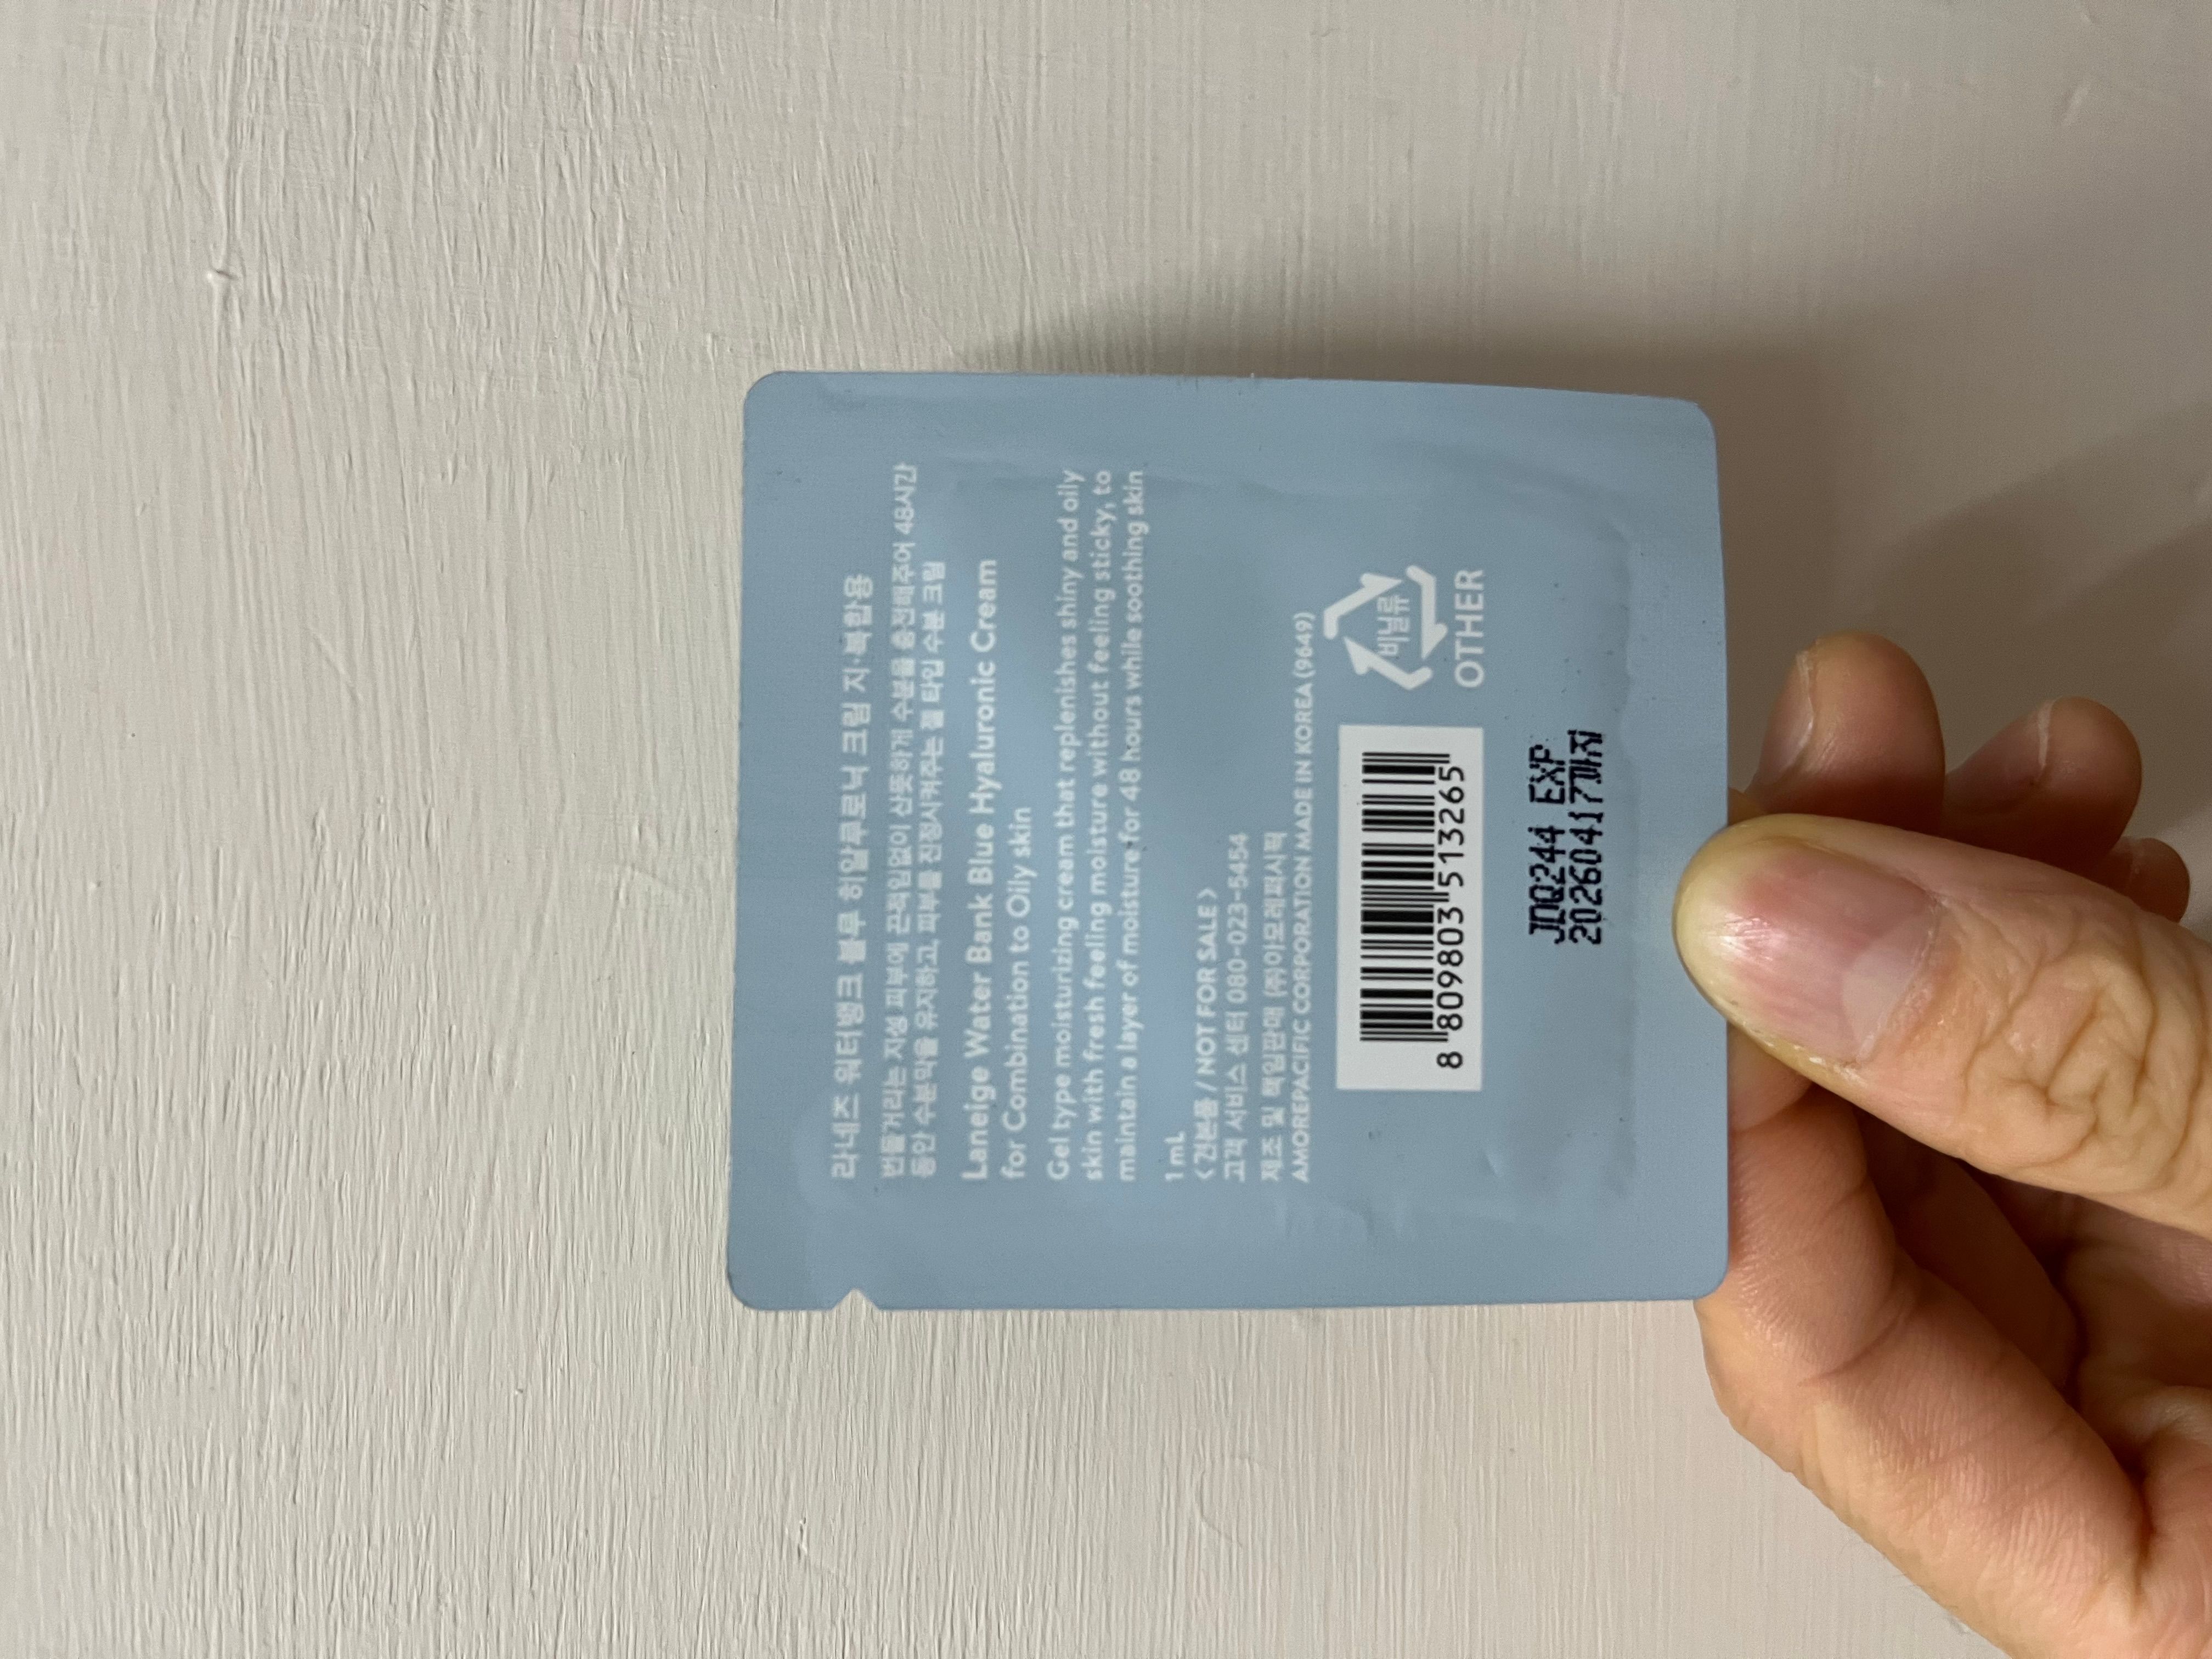 라네즈 워터뱅크 블루 히알루로닉 크림 지·복합용
번들거리는 지성 피부에 끈적임없이 산뜻하게 수분을 충전해주어 48시간
동안 수분막을 유지하고, 피부를 진정시켜주는 젤 타입 수분 크림
Laneige Water Bank Blue Hyaluronic Cream
for Combination to Oily skin
Gel type moisturizing cream that replenishes shiny and oily
skin with fresh feeling moisture without feeling sticky, to
maintain a layer of moisture for 48 hours while soothing skin
1 mL
<견본품 / NOT FOR SALE>
고객 서비스 센터 080-023-5454
제조 및 책임판매 (주)아모레퍼시픽
AMOREPACIFIC CORPORATION MADE IN KOREA (9649)
8 809803 513265
비닐류
OTHER
JDQ244 EXP
20260417까지